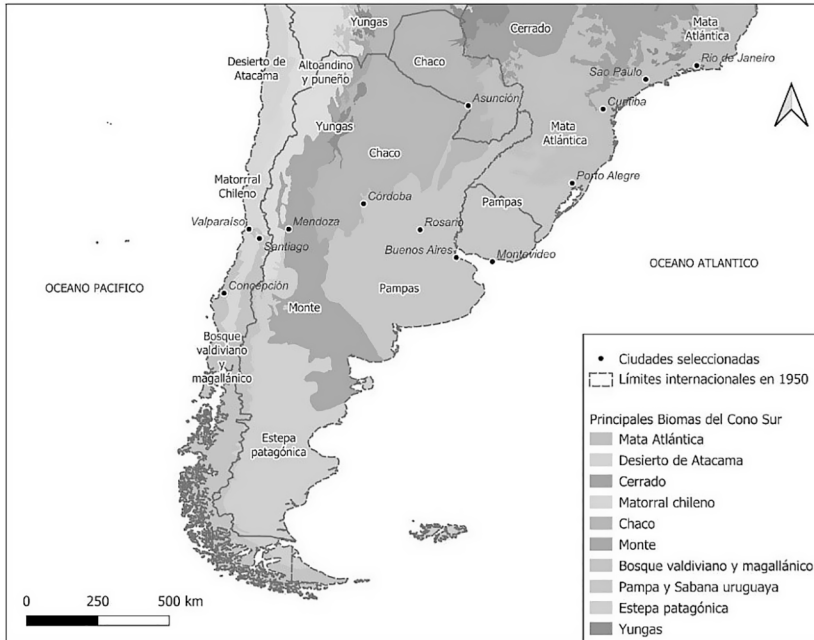 Yungas
Cerrado
Mata
Atlántica
Desierto de
Atacama
Altoandino
y puneño
Chaco
Rio de Janeiro
Sao Paulo
Asunción
Curitiba
Yungas
Mata
Atlántica
Chaco
Matorrral
Chileno
Porto Alegre
Córdoba
Pampas
Valparaíso
Mendoza
Rosario
Santiago
Buenos Aires
Montevideo
OCEANO ATLANTICO
OCEANO PACIFICO
Concepción
Pampas
Monte
Bosque
valdiviano
y
magallánico
Estepa
patagónica
Ciudades seleccionadas
Límites internacionales en 1950
Principales Biomas del Cono Sur
Mata Atlántica
Desierto de Atacama
Cerrado
Matorral chileno
Chaco
Monte
Bosque valdiviano y magallánico
Pampa y Sabana uruguaya
Estepa patagónica
Yungas
0 250 500 km